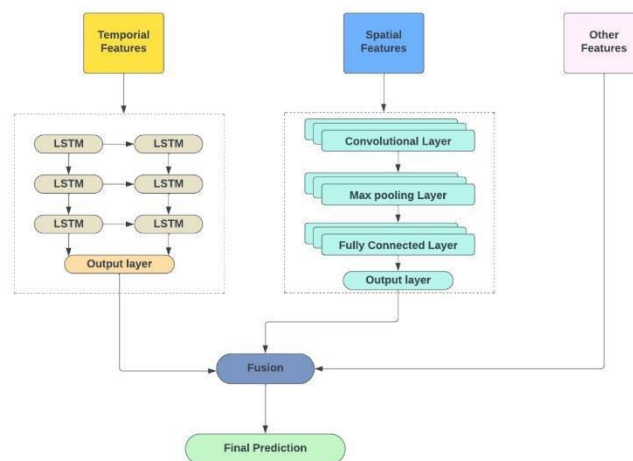 Temporial
Features
Spatial
Features
Other
Features
LSTM
LSTM
LSTM
LSTM
LSTM
LSTM
Output layer
Convolutional Layer
Max pooling Layer
Fully Connected Layer
Output layer
Fusion
Final Prediction